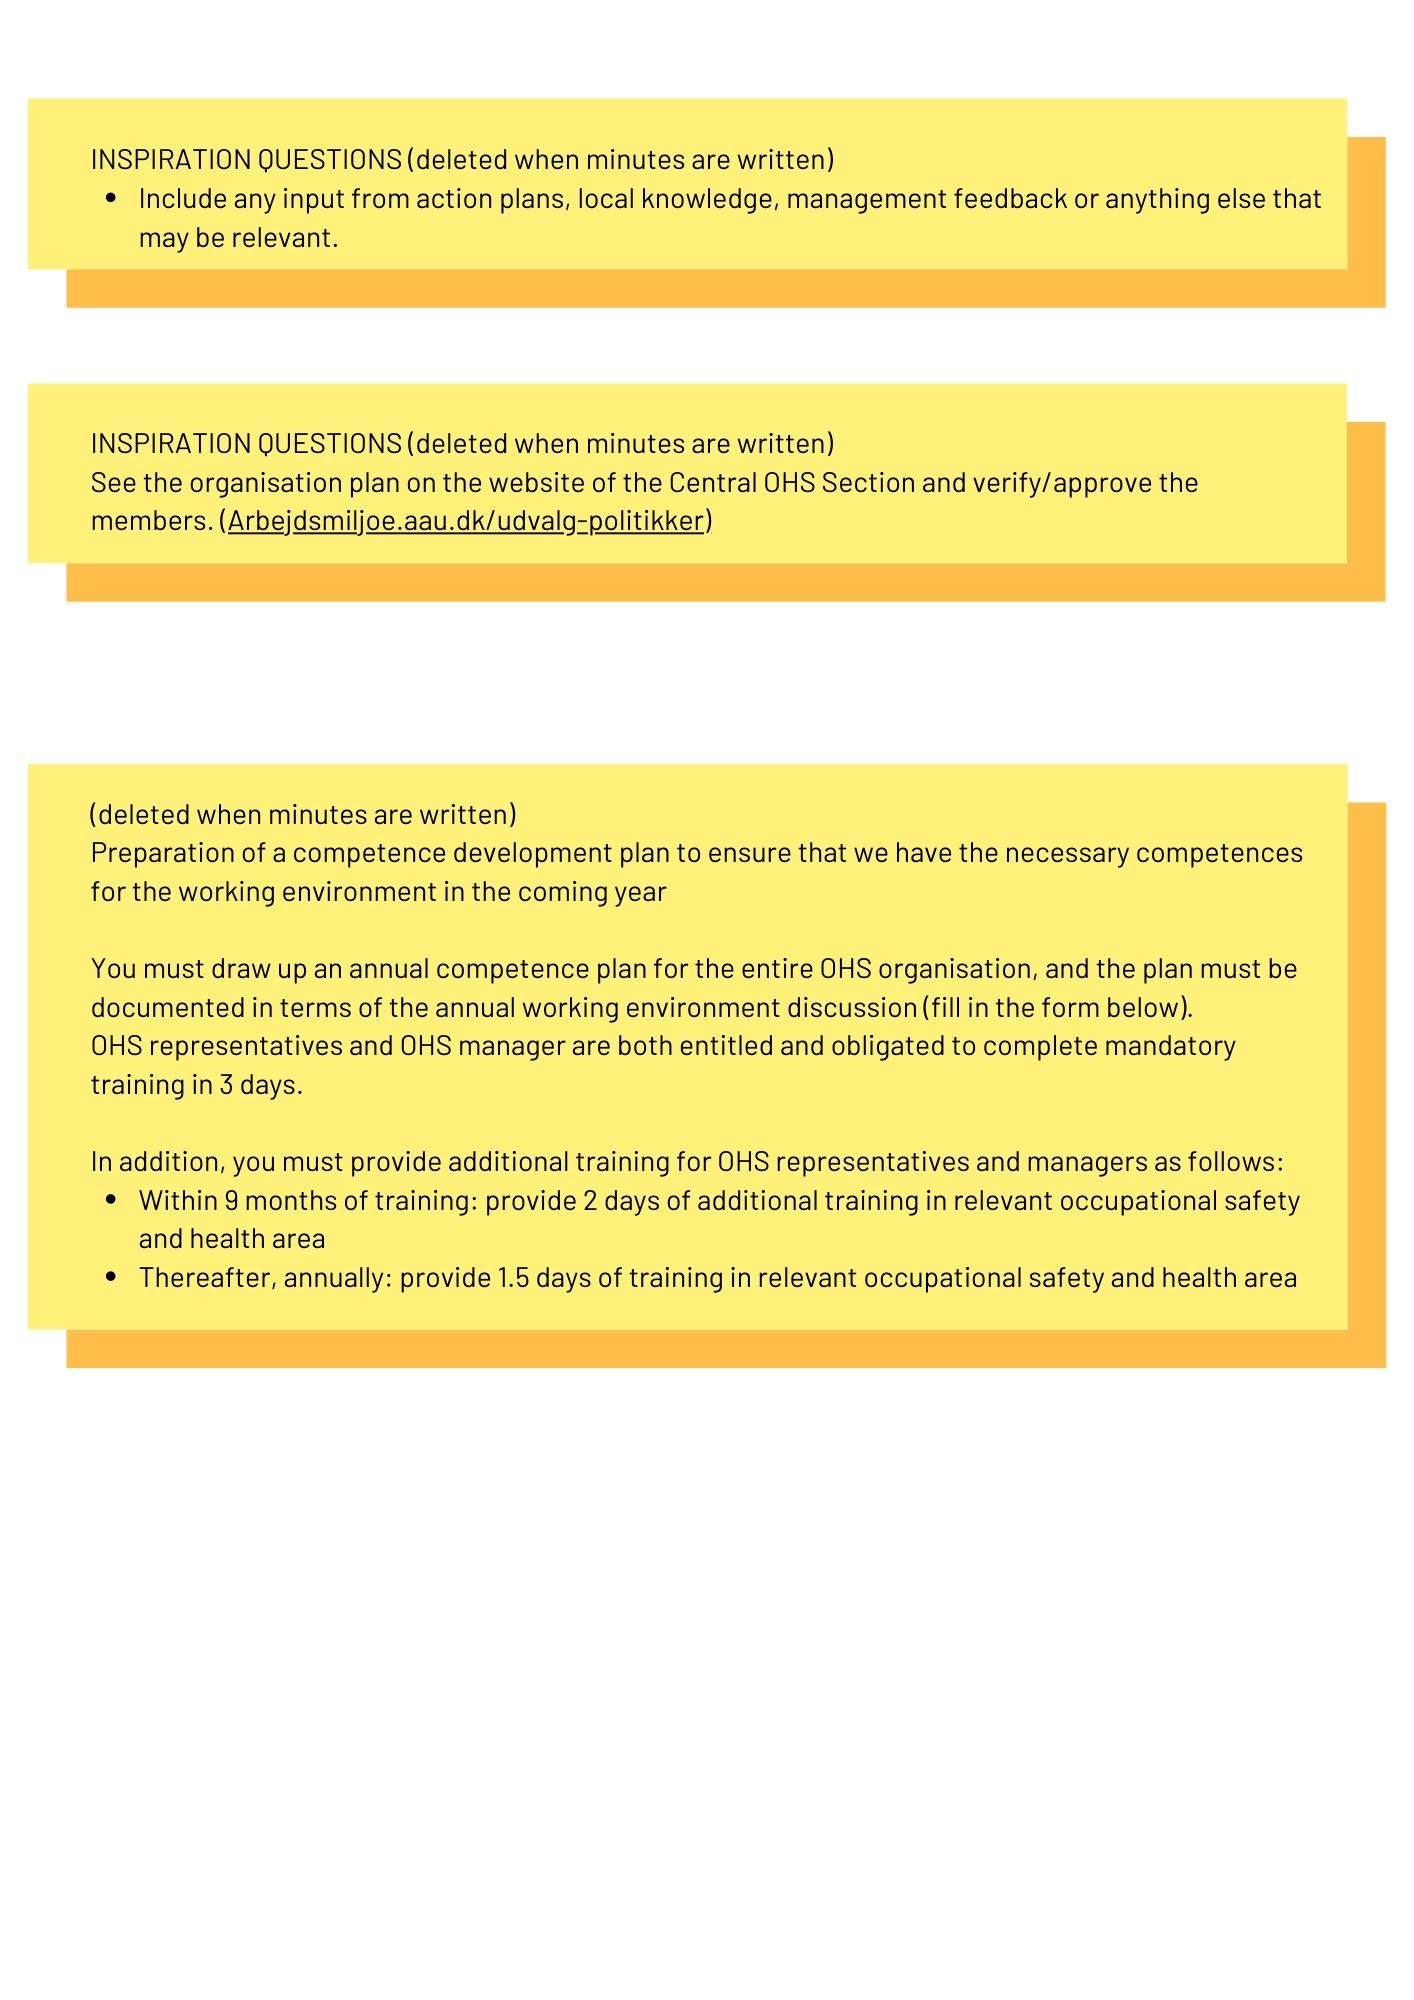 INSPIRATION QUESTIONS (deleted when minutes are written)
• Include any input from action plans, local knowledge, management feedback or anything else that
may be relevant.
INSPIRATION QUESTIONS (deleted when minutes are written)
See the organisation plan on the website of the Central OHS Section and verify/approve the
members. (Arbejdsmiljoe.aau.dk/udvalg-politikker)
(deleted when minutes are written)
Preparation of a competence development plan to ensure that we have the necessary competences
for the working environment in the coming year
You must draw up an annual competence plan for the entire OHS organisation, and the plan must be
documented in terms of the annual working environment discussion (fill in the form below).
OHS representatives and OHS manager are both entitled and obligated to complete mandatory
training in 3 days.
In addition, you must provide additional training for OHS representatives and managers as follows:
• Within 9 months of training: provide 2 days of additional training in relevant occupational safety
and health area
• Thereafter, annually: provide 1.5 days of training in relevant occupational safety and health area